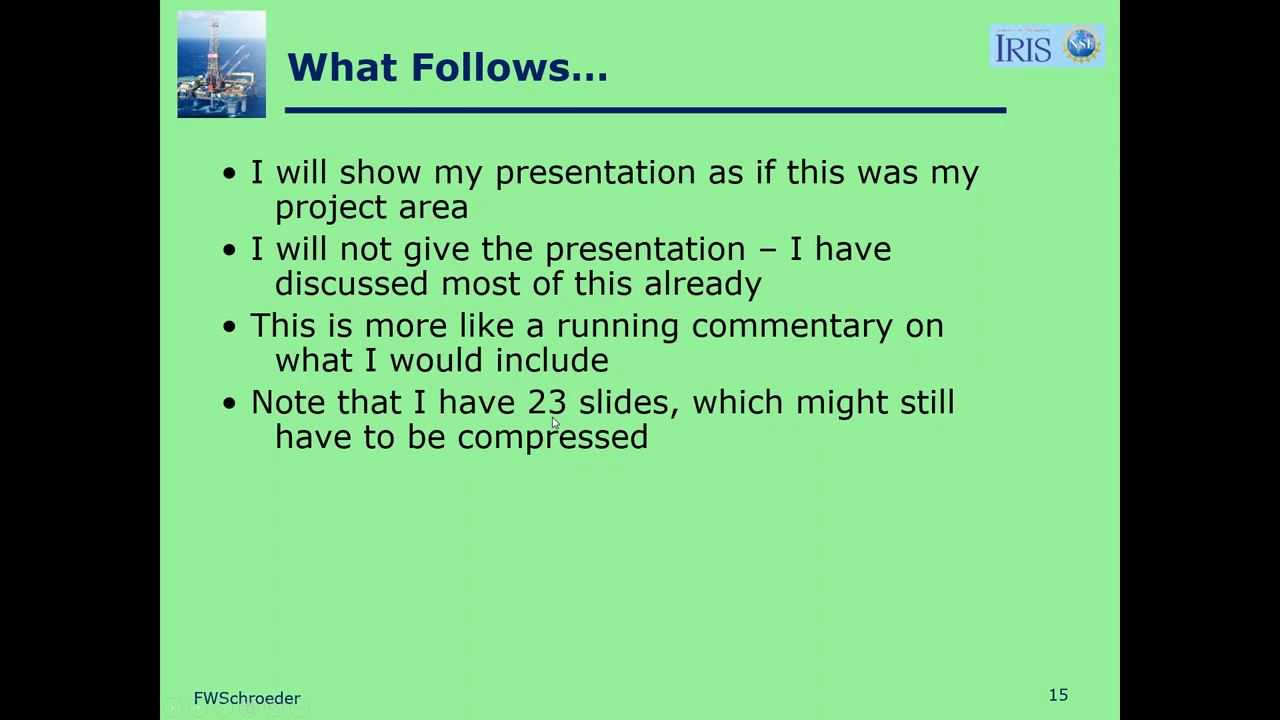 What Follows...
IRIS
NSF
• I will show my presentation as if this was my
project area
• I will not give the presentation – I have
discussed most of this already
• This is more like a running commentary on
what I would include
• Note that I have 23 slides, which might still
have to be compressed
FWSchroeder
15